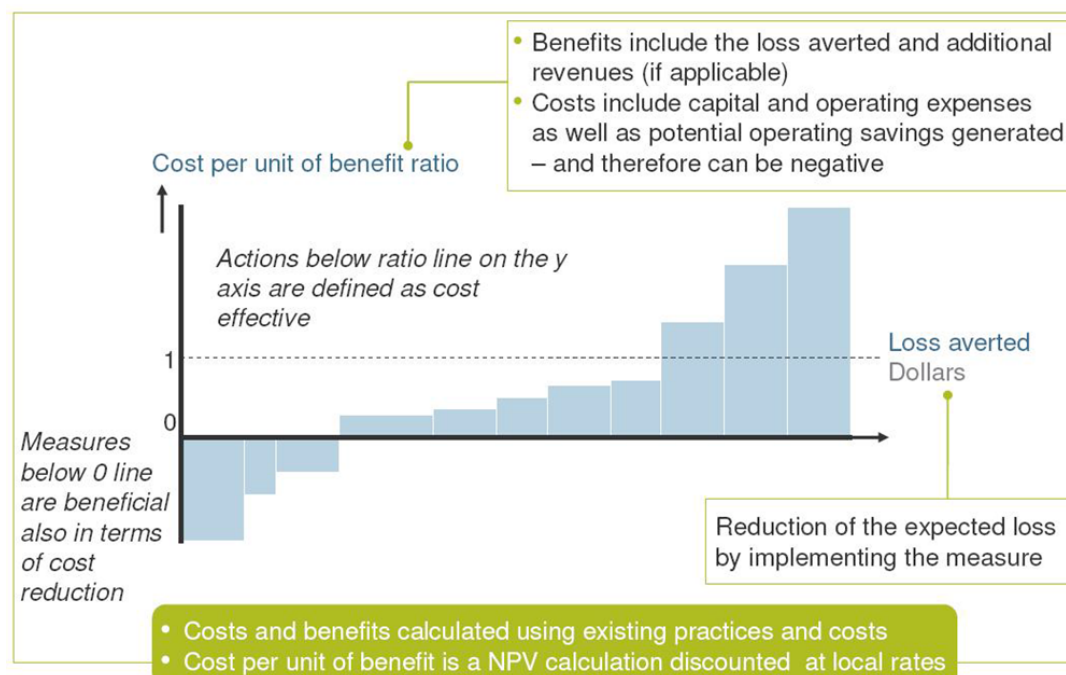 • Benefits include the loss averted and additional
revenues (if applicable)
• Costs include capital and operating expenses
as well as potential operating savings generated
– and therefore can be negative
Cost per unit of benefit ratio
Actions below ratio line on the y
axis are defined as cost
effective
1
Loss averted
Dollars
0
Measures
below 0 line
are beneficial
also in terms
of cost
reduction
Reduction of the expected loss
by implementing the measure
• Costs and benefits calculated using existing practices and costs
• Cost per unit of benefit is a NPV calculation discounted at local rates